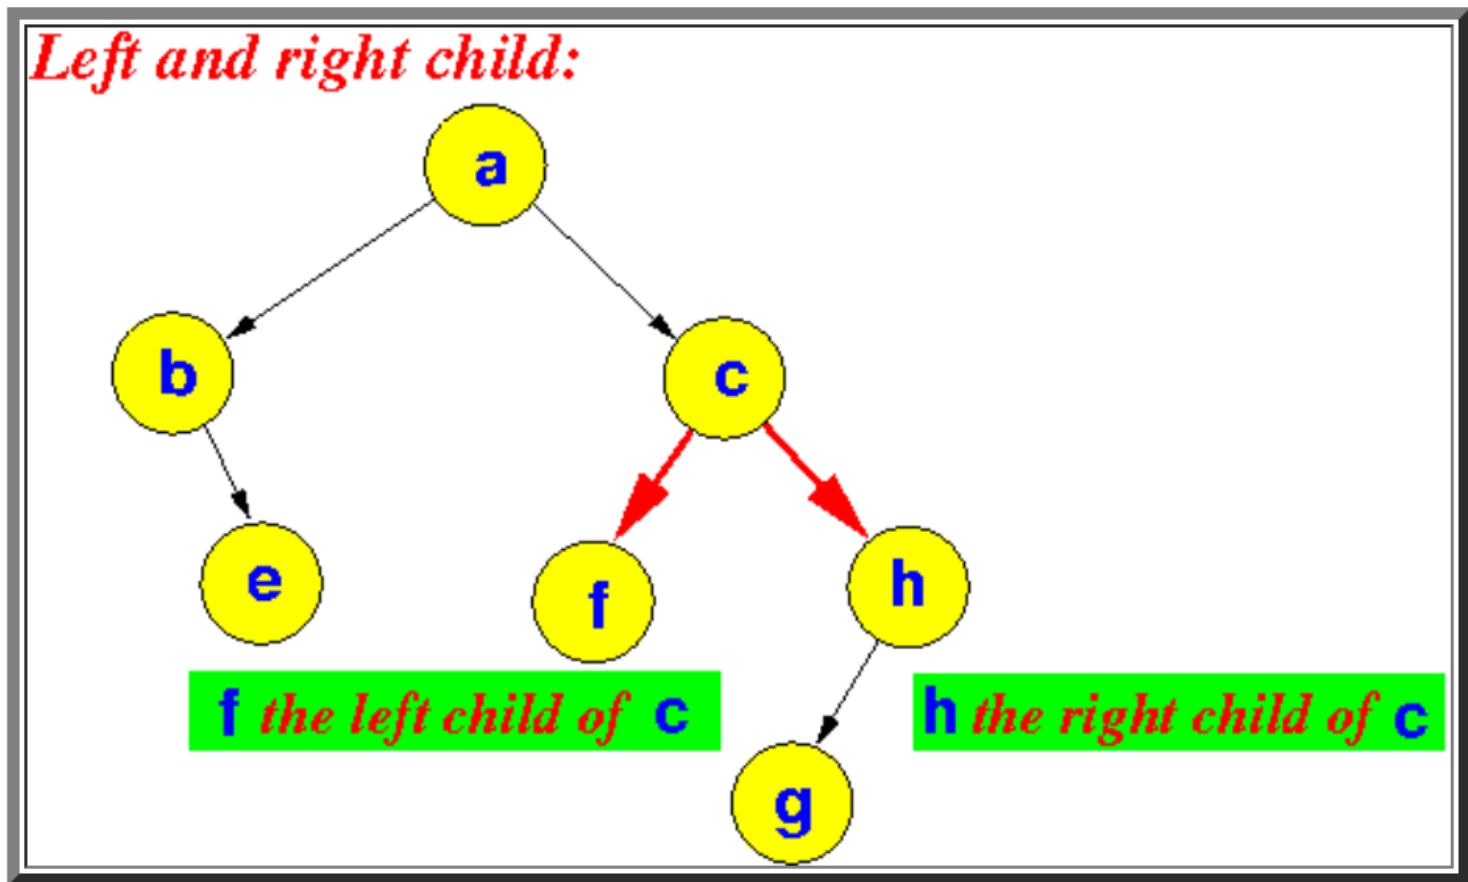 Left and right child:
a
b
c
e
f
h
f the left child of c
h the right child of c
g